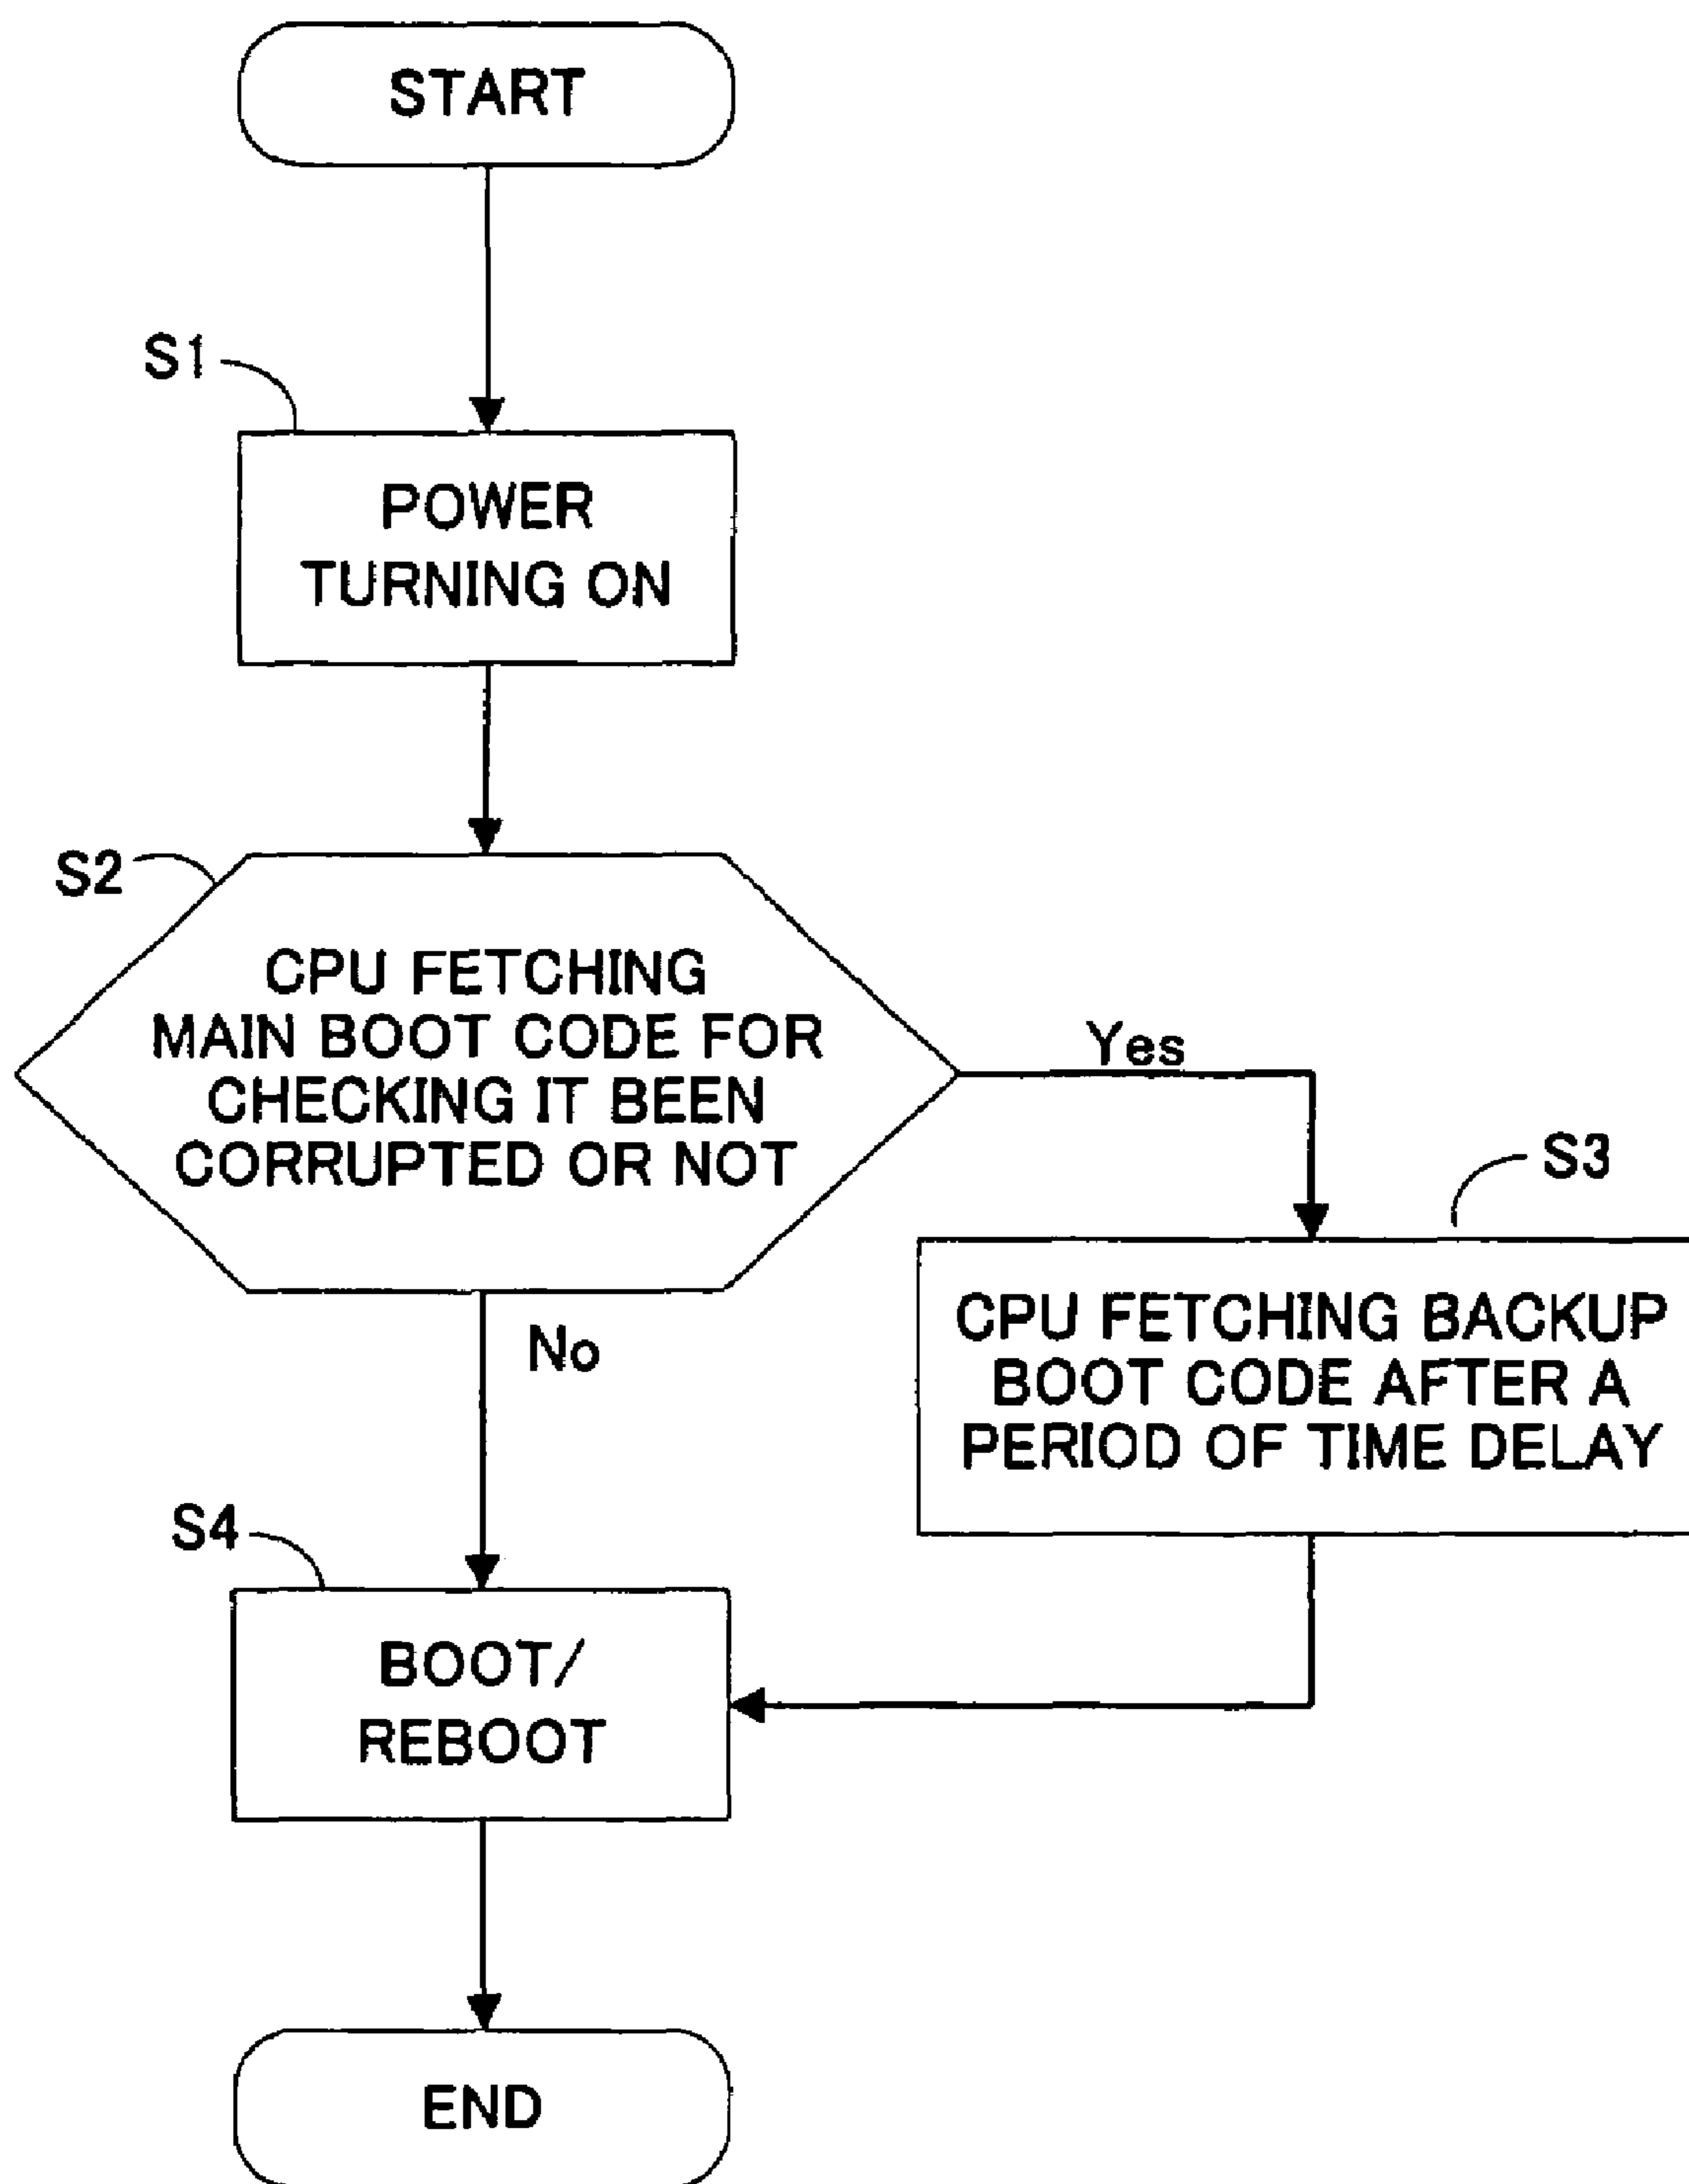 START
S1
POWER
TURNING ON
S2
CPU FETCHING
MAIN BOOT CODE FOR
CHECKING IT BEEN
CORRUPTED OR NOT
Yes
No
S3
CPU FETCHING BACKUP
BOOT CODE AFTER A
PERIOD OF TIME DELAY
S4
BOOT/
REBOOT
END